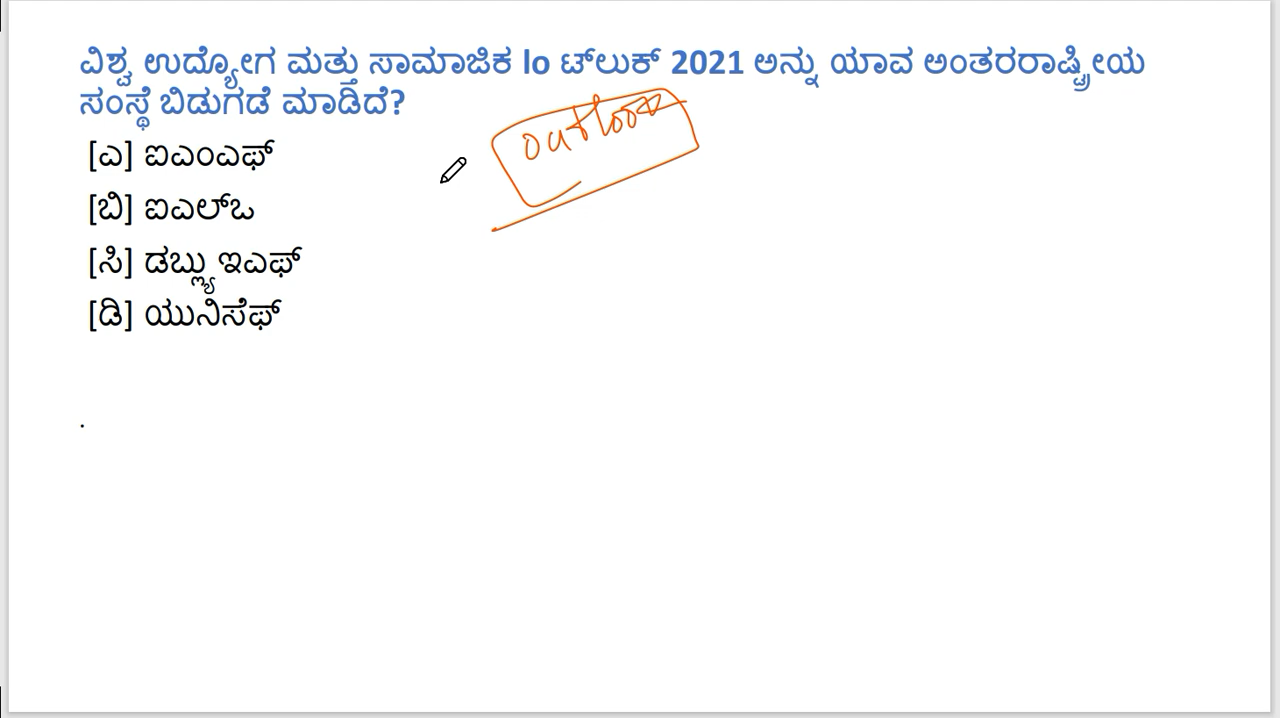 ವಿಶ್ವ ಉದ್ಯೋಗ ಮತ್ತು ಸಾಮಾಜಿಕ lo ಟ್‌ಲುಕ್ 2021 ಅನ್ನು ಯಾವ ಅಂತರರಾಷ್ಟ್ರೀಯ
ಸಂಸ್ಥೆ ಬಿಡುಗಡೆ ಮಾಡಿದೆ?
outlook
[ಎ] ಐಎಂಎಫ್
[ಬಿ] ಐಎಲ್ಒ
[ಸಿ] ಡಬ್ಲ್ಯುಇಎಫ್
[ಡಿ] ಯುನಿಸೆಫ್
.